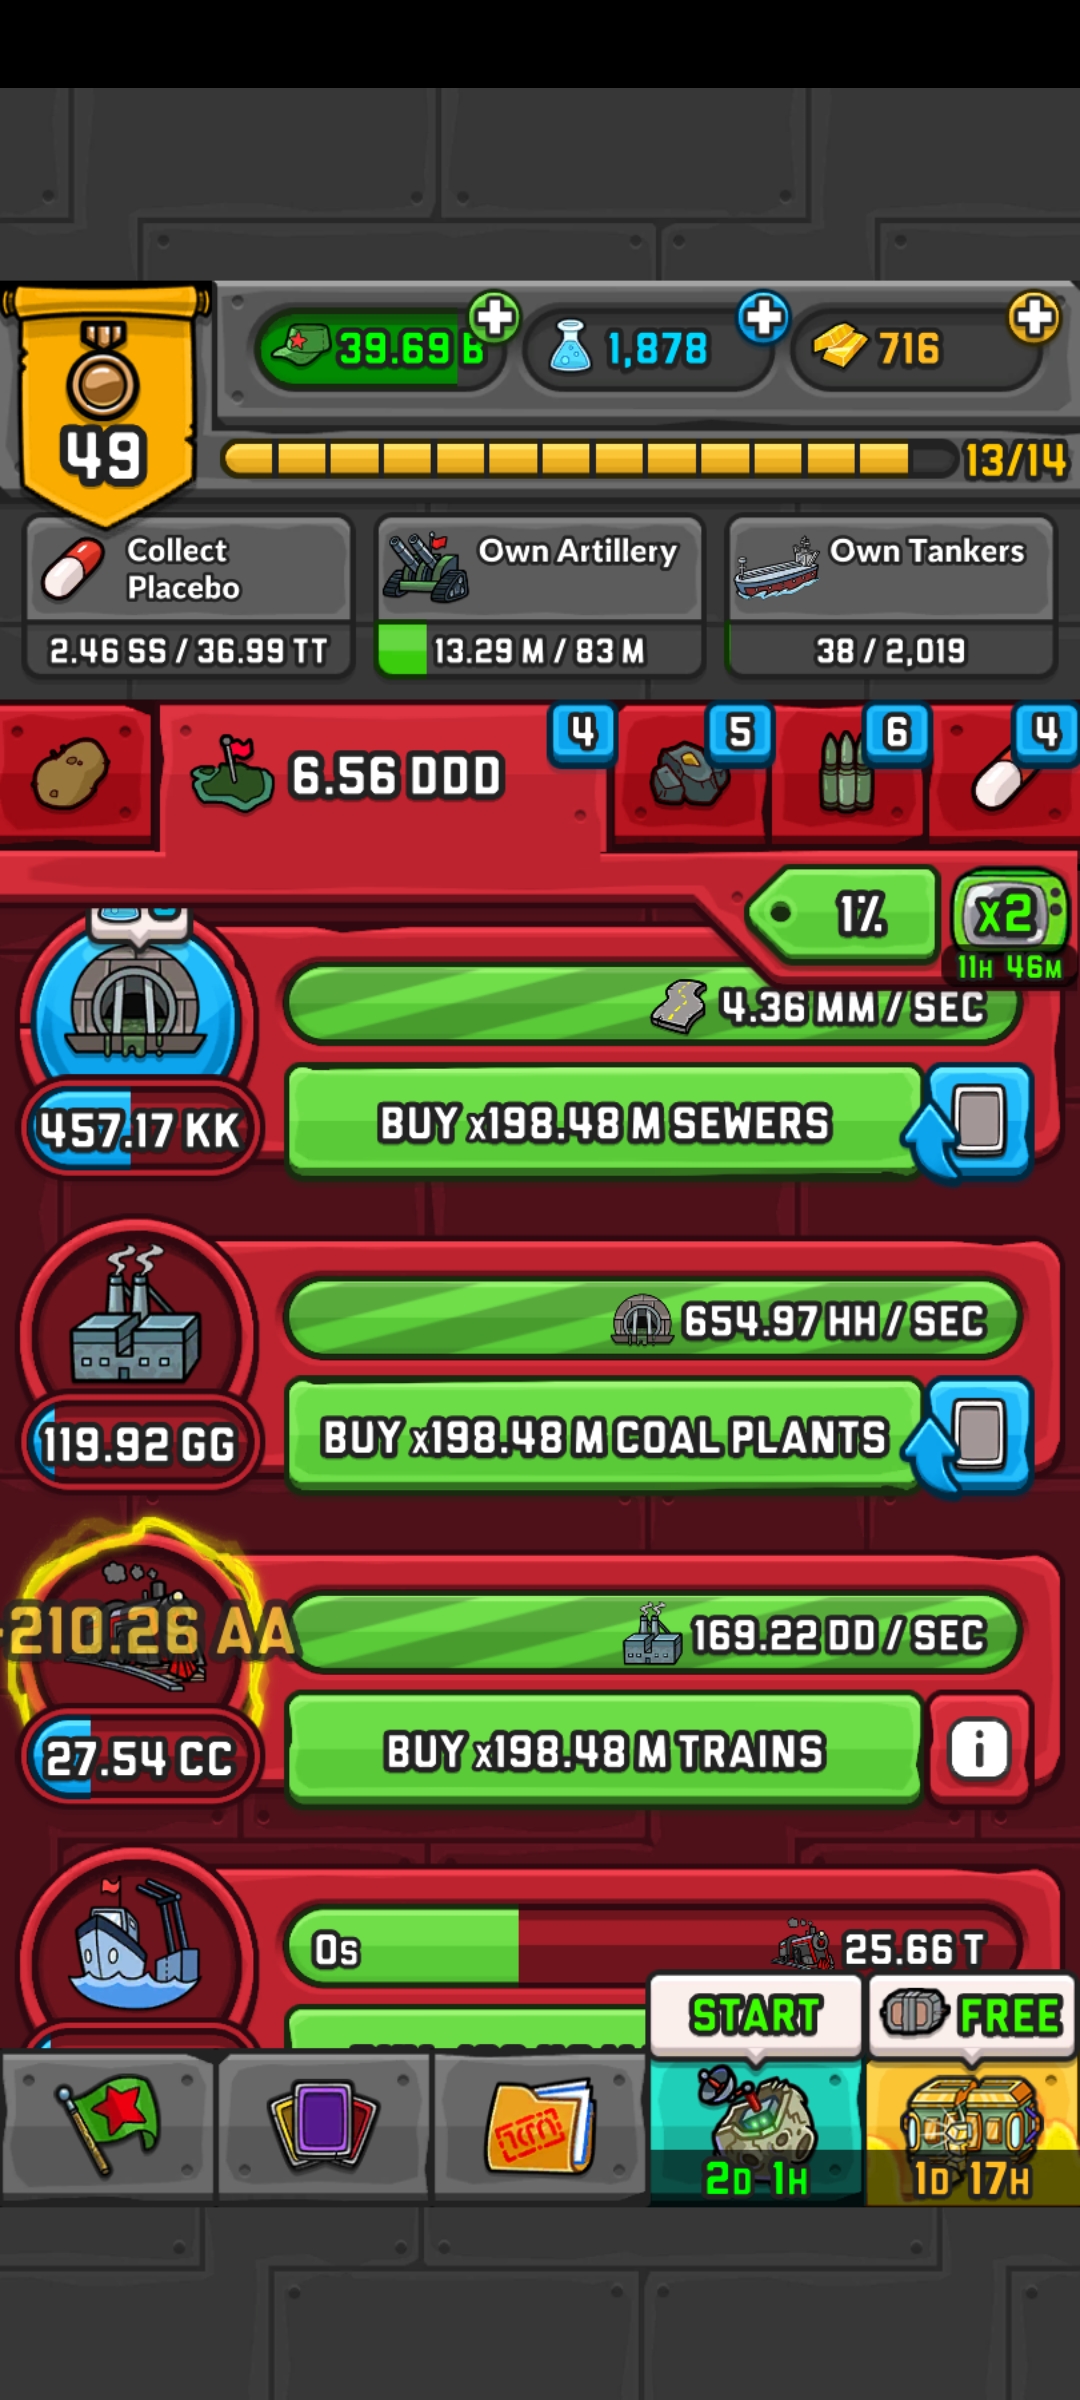 39.69 B
1,878
716
49
13/14
Collect
Placebo
Own Artillery
Own Tankers
2.46 SS / 36.99 TT
13.29 M / 83 M
38 / 2,019
6.56 DDD
4
5
6
4
1%
x2
11H 46M
4.36 MM / SEC
457.17 KK
BUY x198.48 M SEWERS
654.97 HH / SEC
119.92 GG
BUY x198.48 M COAL PLANTS
210.26 AA
169.22 DD / SEC
27.54 CC
BUY x198.48 M TRAINS
i
0s
25.66 T
START
FREE
2D 1H
1D 17H